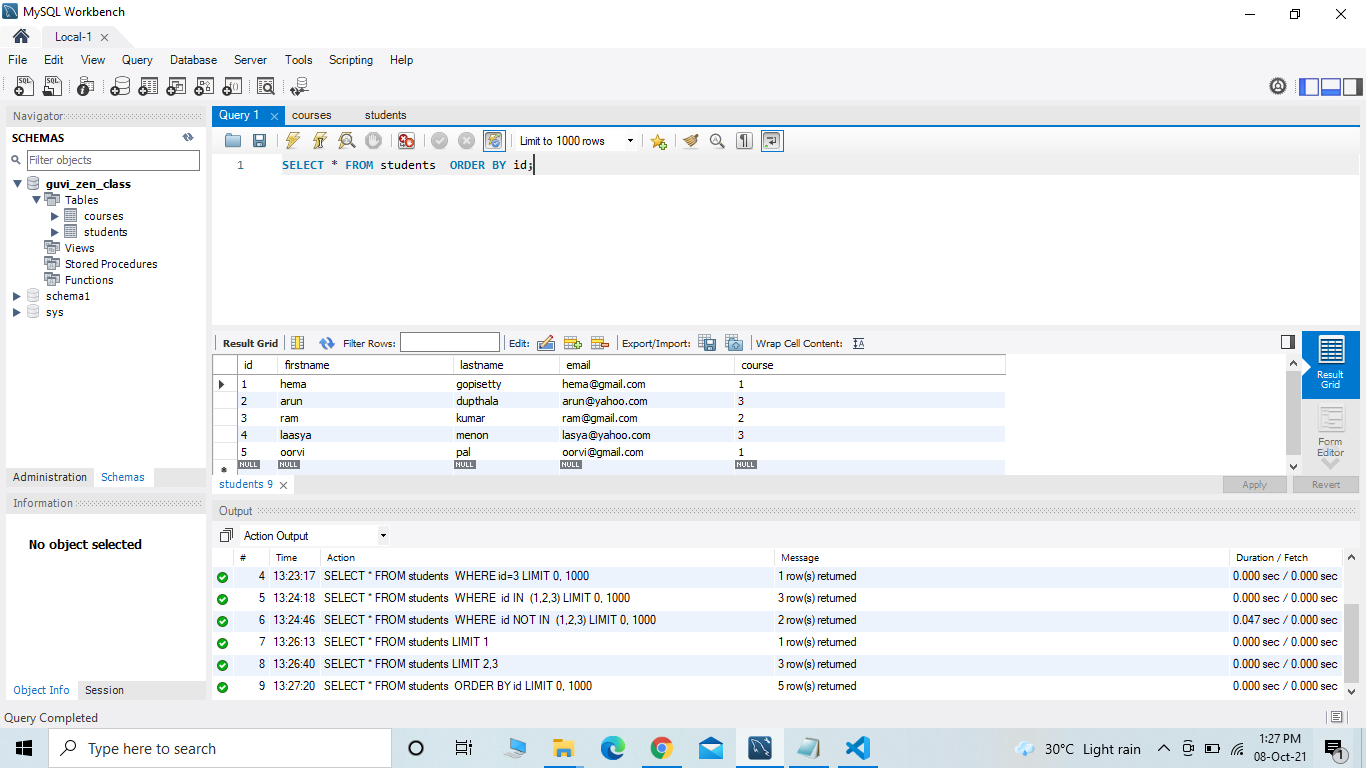 MySQL Workbench
Local-1
File Edit View Query Database Server Tools Scripting Help
Navigator
SCHEMAS
Filter objects
guvi_zen_class
Tables
courses
students
Views
Stored Procedures
Functions
schema1
sys
Administration Schemas
Information
No object selected
Object Info Session
Query 1 courses students
Limit to 1000 rows
1 SELECT * FROM students  ORDER BY id;
Result Grid Filter Rows: Edit: Export/Import: Wrap Cell Content:
id firstname lastname email course
1 hema gopisetty hema@gmail.com 1
2 arun dupthala arun@yahoo.com 3
3 ram kumar ram@gmail.com 2
4 laasya menon lasya@yahoo.com 3
5 oorvi pal oorvi@gmail.com 1
NULL NULL NULL NULL NULL
Result
Grid
Form
Editor
students 9
Apply Revert
Output
Action Output
# Time Action Message Duration / Fetch
4 13:23:17 SELECT * FROM students  WHERE id=3 LIMIT 0, 1000 1 row(s) returned 0.000 sec / 0.000 sec
5 13:24:18 SELECT * FROM students  WHERE  id IN  (1,2,3) LIMIT 0, 1000 3 row(s) returned 0.000 sec / 0.000 sec
6 13:24:46 SELECT * FROM students  WHERE  id NOT IN  (1,2,3) LIMIT 0, 1000 2 row(s) returned 0.047 sec / 0.000 sec
7 13:26:13 SELECT * FROM students LIMIT 1 1 row(s) returned 0.000 sec / 0.000 sec
8 13:26:40 SELECT * FROM students LIMIT 2,3 3 row(s) returned 0.000 sec / 0.000 sec
9 13:27:20 SELECT * FROM students  ORDER BY id LIMIT 0, 1000 5 row(s) returned 0.000 sec / 0.000 sec
Query Completed
Type here to search
30°C Light rain
1:27 PM
08-Oct-21
1